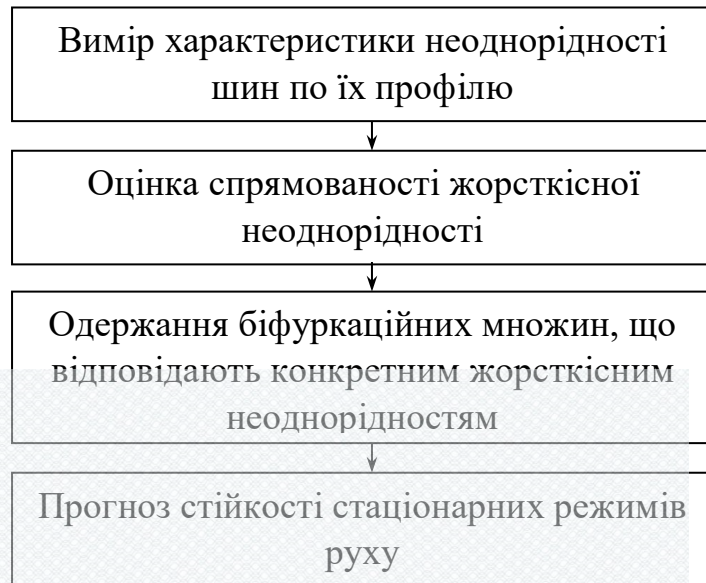 Вимір характеристики неоднорідності
шин по їх профілю
Оцінка спрямованості жорсткісної
неоднорідності
Одержання біфуркаційних множин, що
відповідають конкретним жорсткісним
неоднорідностям
Прогноз стійкості стаціонарних режимів
руху